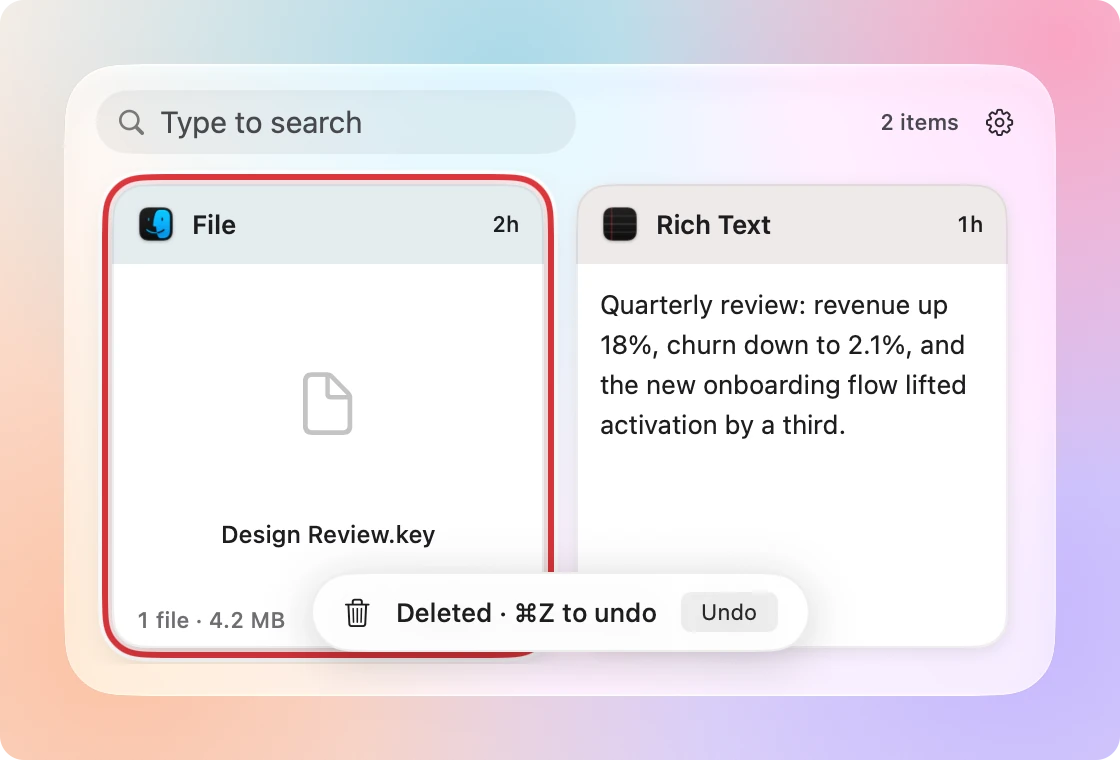 Type to search
2 items
File
2h
Design Review.key
1 file · 4.2 MB
Rich Text
1h
Quarterly review: revenue up
18%, churn down to 2.1%, and
the new onboarding flow lifted
activation by a third.
Deleted · ⌘Z to undo
Undo